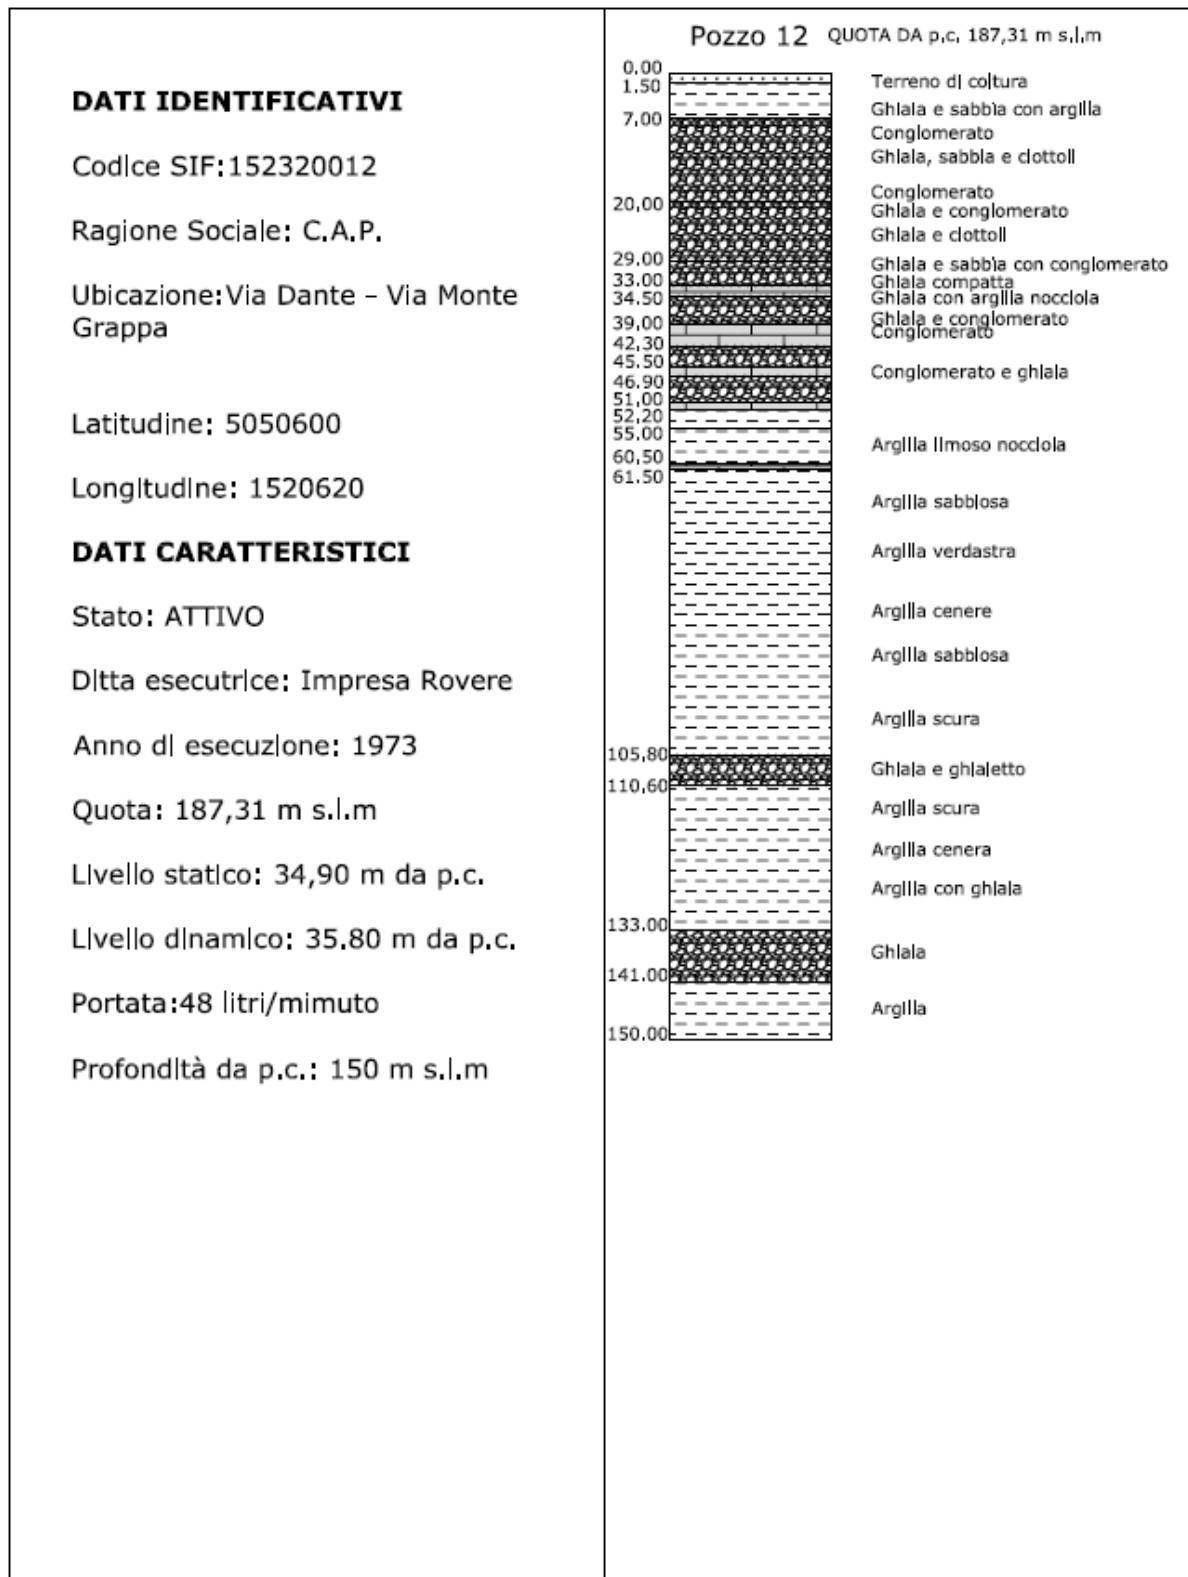 DATI IDENTIFICATIVI
Codice SIF:152320012
Ragione Sociale: C.A.P.
Ubicazione:Via Dante – Via Monte
Grappa
Latitudine: 5050600
Longitudine: 1520620
DATI CARATTERISTICI
Stato: ATTIVO
Ditta esecutrice: Impresa Rovere
Anno di esecuzione: 1973
Quota: 187,31 m s.l.m
Livello statico: 34,90 m da p.c.
Livello dinamico: 35.80 m da p.c.
Portata:48 litri/mimuto
Profondità da p.c.: 150 m s.l.m
Pozzo 12 QUOTA DA p.c. 187,31 m s.l.m
0.00
1.50
7,00
20,00
29.00
33.00
34.50
39,00
42.30
45.50
46.90
51,00
52,20
55.00
60,50
61.50
105,80
110,60
133.00
141.00
150.00
Terreno di coltura
Ghiaia e sabbia con argilla
Conglomerato
Ghiaia, sabbia e ciottoli
Conglomerato
Ghiaia e conglomerato
Ghiaia e ciottoli
Ghiaia e sabbia con conglomerato
Ghiaia compatta
Ghiaia con argilla nocciola
Ghiaia e conglomerato
Conglomerato
Conglomerato e ghiaia
Argilla limoso nocciola
Argilla sabbiosa
Argilla verdastra
Argilla cenere
Argilla sabbiosa
Argilla scura
Ghiaia e ghiaietto
Argilla scura
Argilla cenera
Argilla con ghiaia
Ghiaia
Argilla